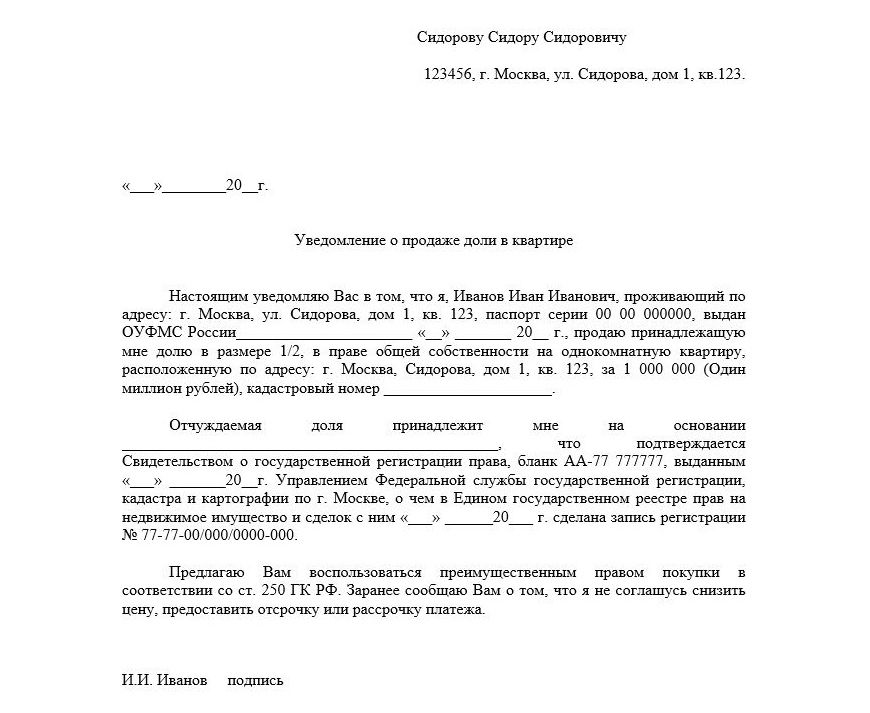 Сидорову Сидору Сидоровичу
123456, г. Москва, ул. Сидорова, дом 1, кв.123.
«___»________20__г.
Уведомление о продаже доли в квартире
Настоящим уведомляю Вас в том, что я, Иванов Иван Иванович, проживающий по
адресу: г. Москва, ул. Сидорова, дом 1, кв. 123, паспорт серии 00 00 000000, выдан
ОУФМС России______________________ «__» _______ 20__ г., продаю принадлежащую
мне долю в размере 1/2, в праве общей собственности на однокомнатную квартиру,
расположенную по адресу: г. Москва, Сидорова, дом 1, кв. 123, за 1 000 000 (Один
миллион рублей), кадастровый номер _____________________.
Отчуждаемая доля принадлежит мне на основании
_______________________________________________, что подтверждается
Свидетельством о государственной регистрации права, бланк АА-77 777777, выданным
«___» _______20__г. Управлением Федеральной службы государственной регистрации,
кадастра и картографии по г. Москве, о чем в Едином государственном реестре прав на
недвижимое имущество и сделок с ним «___» ______20___ г. сделана запись регистрации
№ 77-77-00/000/0000-000.
Предлагаю Вам воспользоваться преимущественным правом покупки в
соответствии со ст. 250 ГК РФ. Заранее сообщаю Вам о том, что я не соглашусь снизить
цену, предоставить отсрочку или рассрочку платежа.
И.И. Иванов подпись